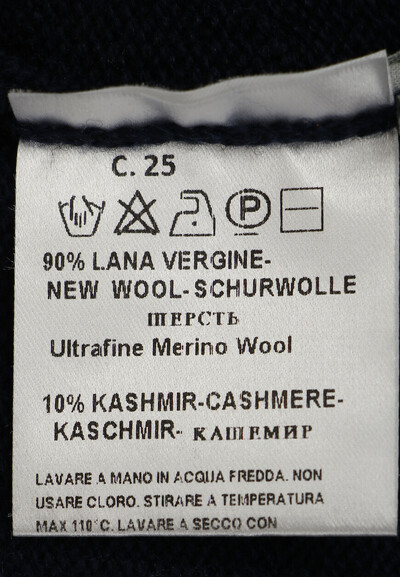 C. 25
P
90% LANA VERGINE-
NEW WOOL-SCHURWOLLE
ШЕРСТЬ
Ultrafine Merino Wool
10% KASHMIR-CASHMERE-
KASCHMIR- КАШЕМИР
LAVARE A MANO IN ACQUA FREDDA. NON
USARE CLORO. STIRARE A TEMPERATURA
MAX 110°C. LAVARE A SECCO CON